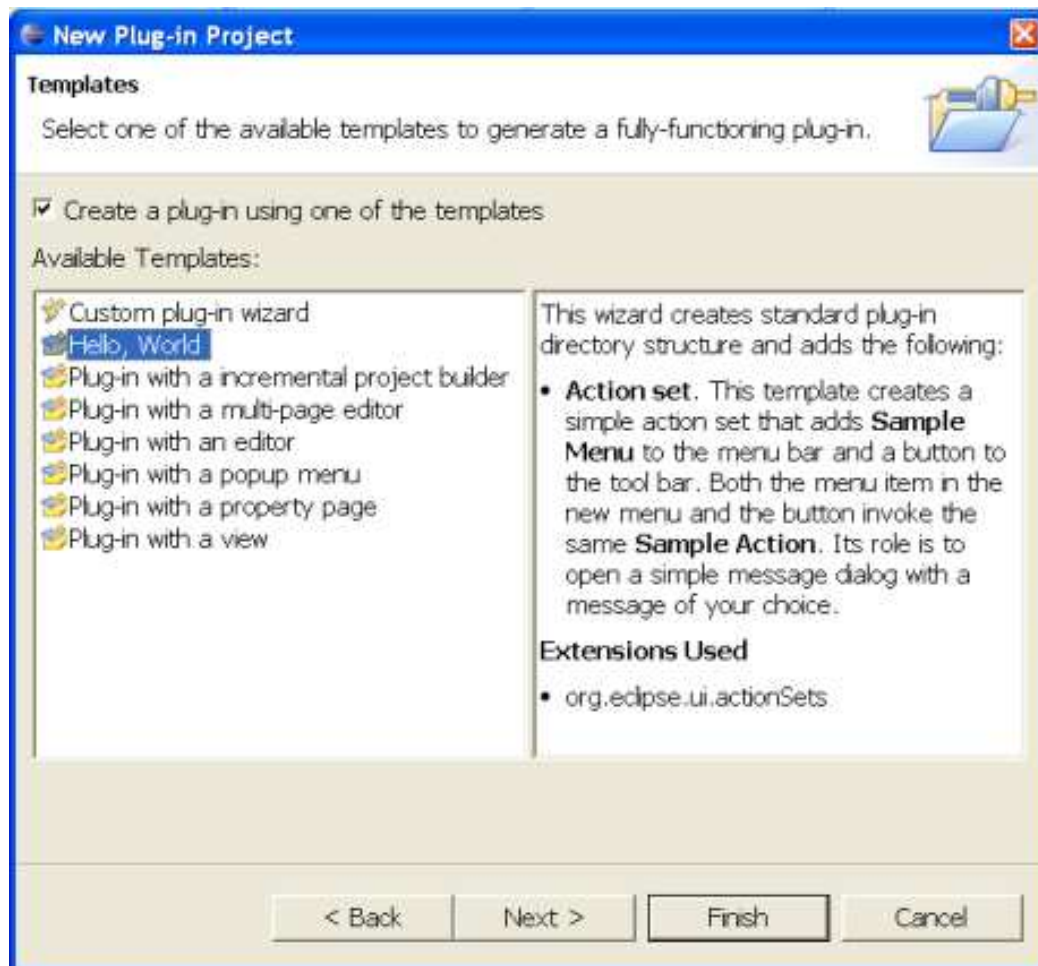 New Plug-in Project
Templates
Select one of the available templates to generate a fully-functioning plug-in.
Create a plug-in using one of the templates
Available Templates:
Custom plug-in wizard
Hello, World
Plug-in with a incremental project builder
Plug-in with a multi-page editor
Plug-in with an editor
Plug-in with a popup menu
Plug-in with a property page
Plug-in with a view
This wizard creates standard plug-in
directory structure and adds the following:
• Action set. This template creates a
simple action set that adds Sample
Menu to the menu bar and a button to
the tool bar. Both the menu item in the
new menu and the button invoke the
same Sample Action. Its role is to
open a simple message dialog with a
message of your choice.
Extensions Used
• org.eclipse.ui.actionSets
< Back
Next >
Finish
Cancel